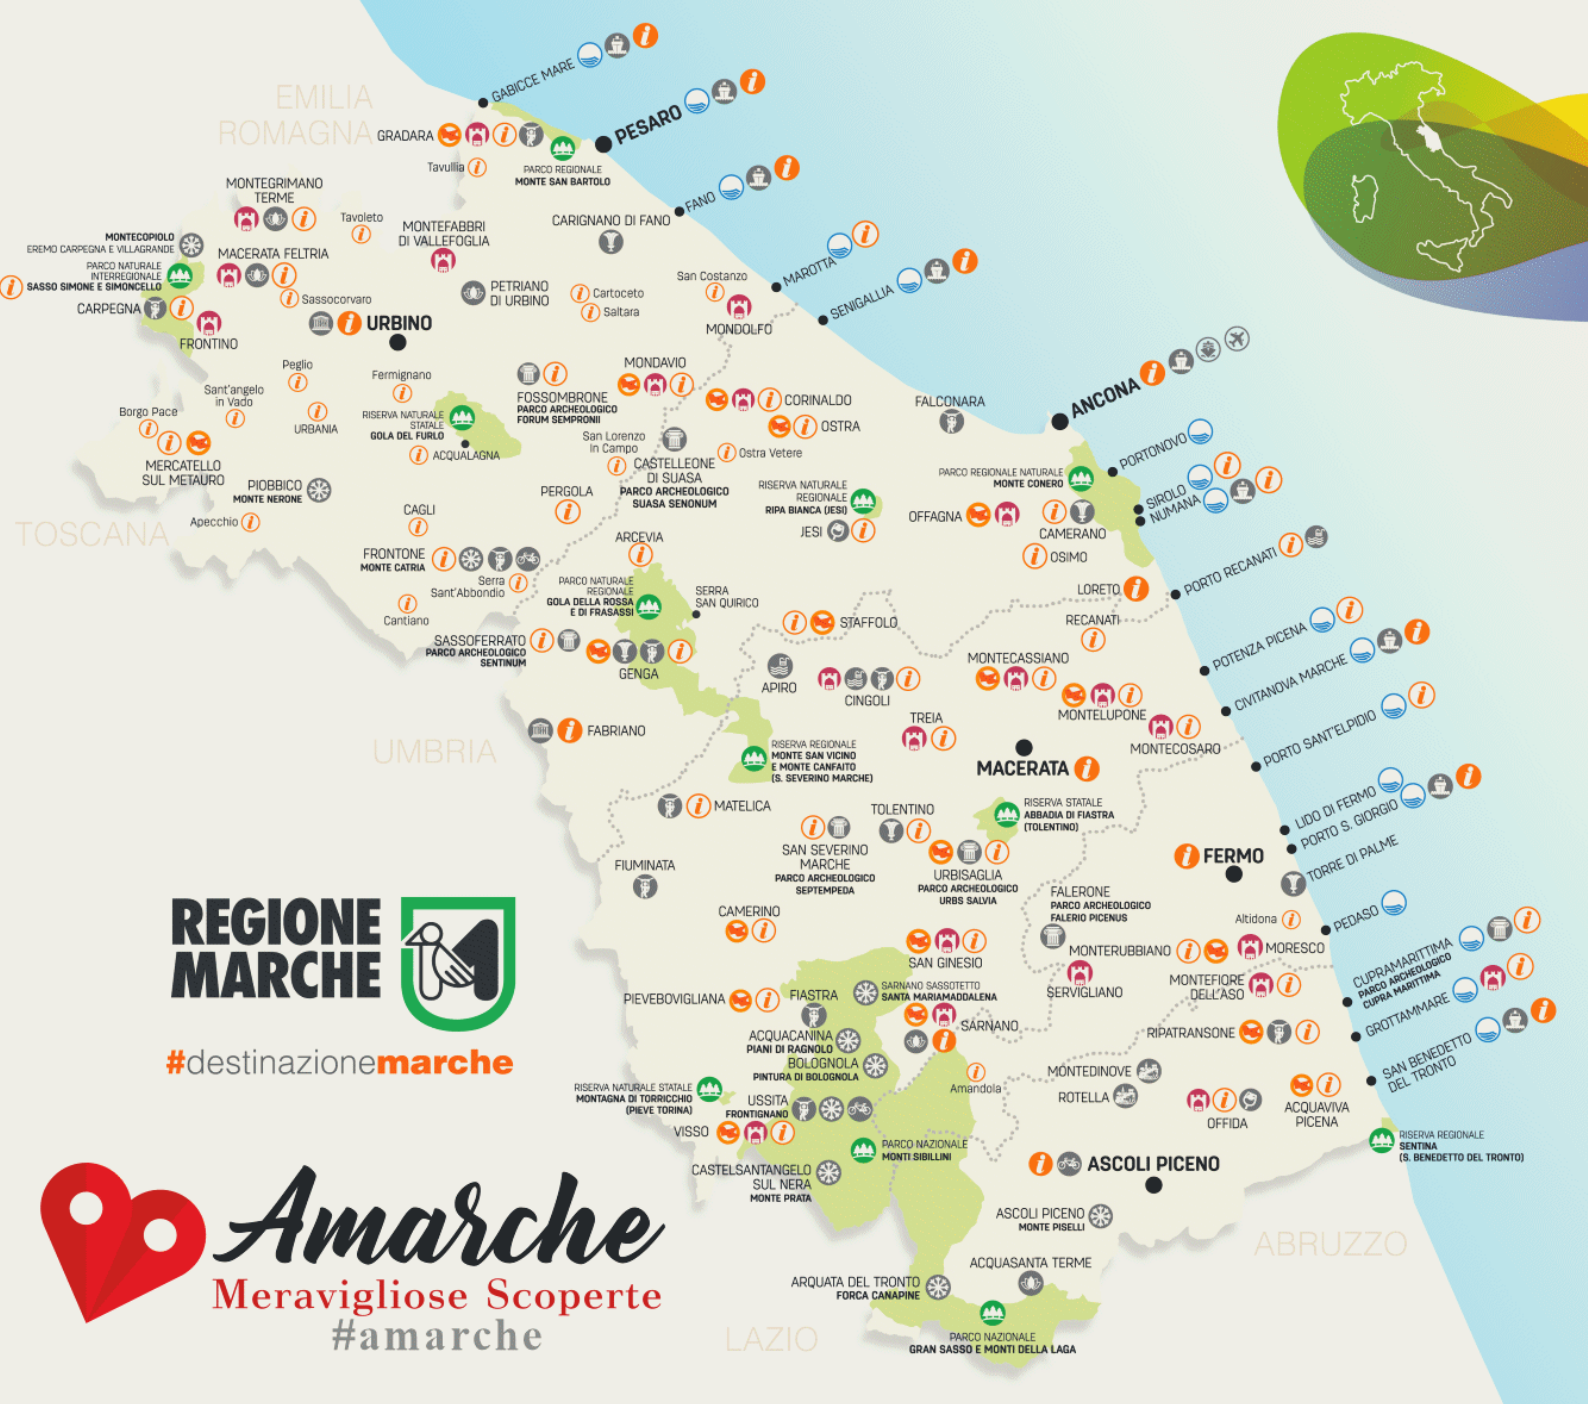 GABICCE MARE
PESARO
EMILIA
ROMAGNA
GRADARA
Tavullia
PARCO REGIONALE
MONTE SAN BARTOLO
FANO
MONTEGRIMANO
TERME
Tavoleto
MONTEFABBRI
DI VALLEFOGLIA
CARIGNANO DI FANO
MONTECOPIOLO
EREMO CARPEGNA E VILLAGRANDE
MACERATA FELTRIA
PARCO NATURALE
INTERREGIONALE
SASSO SIMONE E SIMONCELLO
CARPEGNA
Sassocorvaro
PETRIANO
DI URBINO
Cartoceto
Saltara
San Costanzo
MONDOLFO
MAROTTA
SENIGALLIA
FRONTINO
URBINO
Peglio
Sant'angelo
in Vado
Fermignano
Borgo Pace
URBANIA
MERCATELLO
SUL METAURO
RISERVA NATURALE
STATALE
GOLA DEL FURLO
ACQUALAGNA
FOSSOMBRONE
PARCO ARCHEOLOGICO
FORUM SEMPRONII
MONDAVIO
CORINALDO
OSTRA
FALCONARA
ANCONA
San Lorenzo
in Campo
CASTELLEONE
DI SUASA
PARCO ARCHEOLOGICO
SUASA SENONUM
Ostra Vetere
PORTONOVO
PIOBBICO
MONTE NERONE
Apecchio
TOSCANA
CAGLI
PERGOLA
RISERVA NATURALE
REGIONALE
RIPA BIANCA (JESI)
JESI
PARCO REGIONALE NATURALE
MONTE CONERO
SIROLO
NUMANA
OFFAGNA
CAMERANO
OSIMO
FRONTONE
MONTE CATRIA
Serra
Sant'Abbondio
ARCEVIA
PORTO RECANATI
Cantiano
PARCO NATURALE
REGIONALE
GOLA DELLA ROSSA
E DI FRASASSI
SERRA
SAN QUIRICO
LORETO
RECANATI
STAFFOLO
SASSOFERRATO
PARCO ARCHEOLOGICO
SENTINUM
GENGA
APIRO
CINGOLI
MONTECASSIANO
POTENZA PICENA
CIVITANOVA MARCHE
MONTELUPONE
TREIA
MONTECOSARO
PORTO SANT'ELPIDIO
UMBRIA
FABRIANO
RISERVA REGIONALE
MONTE SAN VICINO
E MONTE CANFAITO
(S. SEVERINO MARCHE)
MACERATA
MATELICA
TOLENTINO
RISERVA STATALE
ABBADIA DI FIASTRA
(TOLENTINO)
LIDO DI FERMO
PORTO S. GIORGIO
TORRE DI PALME
SAN SEVERINO
MARCHE
PARCO ARCHEOLOGICO
SEPTEMPEDA
URBISAGLIA
PARCO ARCHEOLOGICO
URBS SALVIA
FERMO
FIUMINATA
FALERONE
PARCO ARCHEOLOGICO
FALERIO PICENUS
REGIONE
MARCHE
CAMERINO
Altidona
PEDASO
MONTERUBBIANO
MORESCO
SAN GINESIO
SERVIGLIANO
MONTEFIORE
DELL'ASO
CUPRAMARITTIMA
PARCO ARCHEOLOGICO
CUPRA MARITTIMA
PIEVEBOVIGLIANA
FIASTRA
SARNANO SASSOTETTO
SANTA MARIAMADDALENA
SARNANO
GROTTAMMARE
#destinazionemarche
ACQUACANINA
PIANI DI RAGNOLO
RIPATRANSONE
BOLOGNOLA
PINTURA DI BOLOGNOLA
Amandola
MONTEDINOVE
ROTELLA
SAN BENEDETTO
DEL TRONTO
RISERVA NATURALE STATALE
MONTAGNA DI TORRICCHIO
(PIEVE TORINA)
USSITA
FRONTIGNANO
VISSO
OFFIDA
ACQUAVIVA
PICENA
PARCO NAZIONALE
MONTI SIBILLINI
RISERVA REGIONALE
SENTINA
(S. BENEDETTO DEL TRONTO)
CASTELSANTANGELO
SUL NERA
MONTE PRATA
ASCOLI PICENO
ASCOLI PICENO
MONTE PISELLI
Amarche
Meravigliose Scoperte
#amarche
ABRUZZO
ACQUASANTA TERME
ARQUATA DEL TRONTO
FORCA CANAPINE
LAZIO
PARCO NAZIONALE
GRAN SASSO E MONTI DELLA LAGA